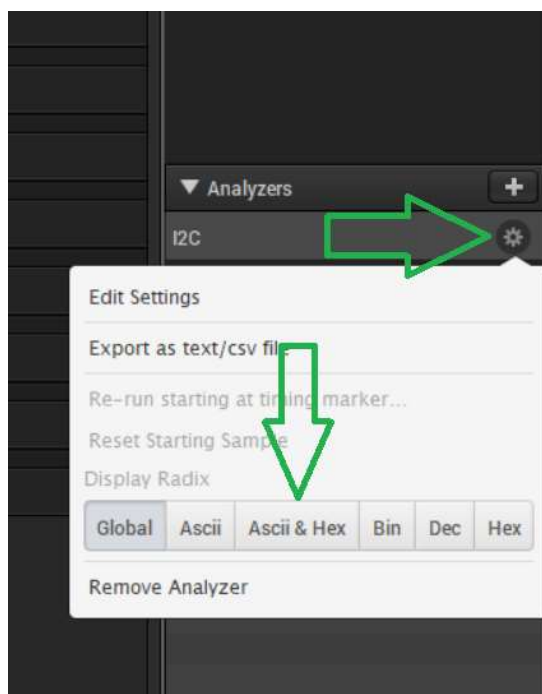 ▼ Analyzers +
I2C
Edit Settings
Export as text/csv file
Re-run starting at timing marker...
Reset Starting Sample
Display Radix
Global Ascii Ascii & Hex Bin Dec Hex
Remove Analyzer